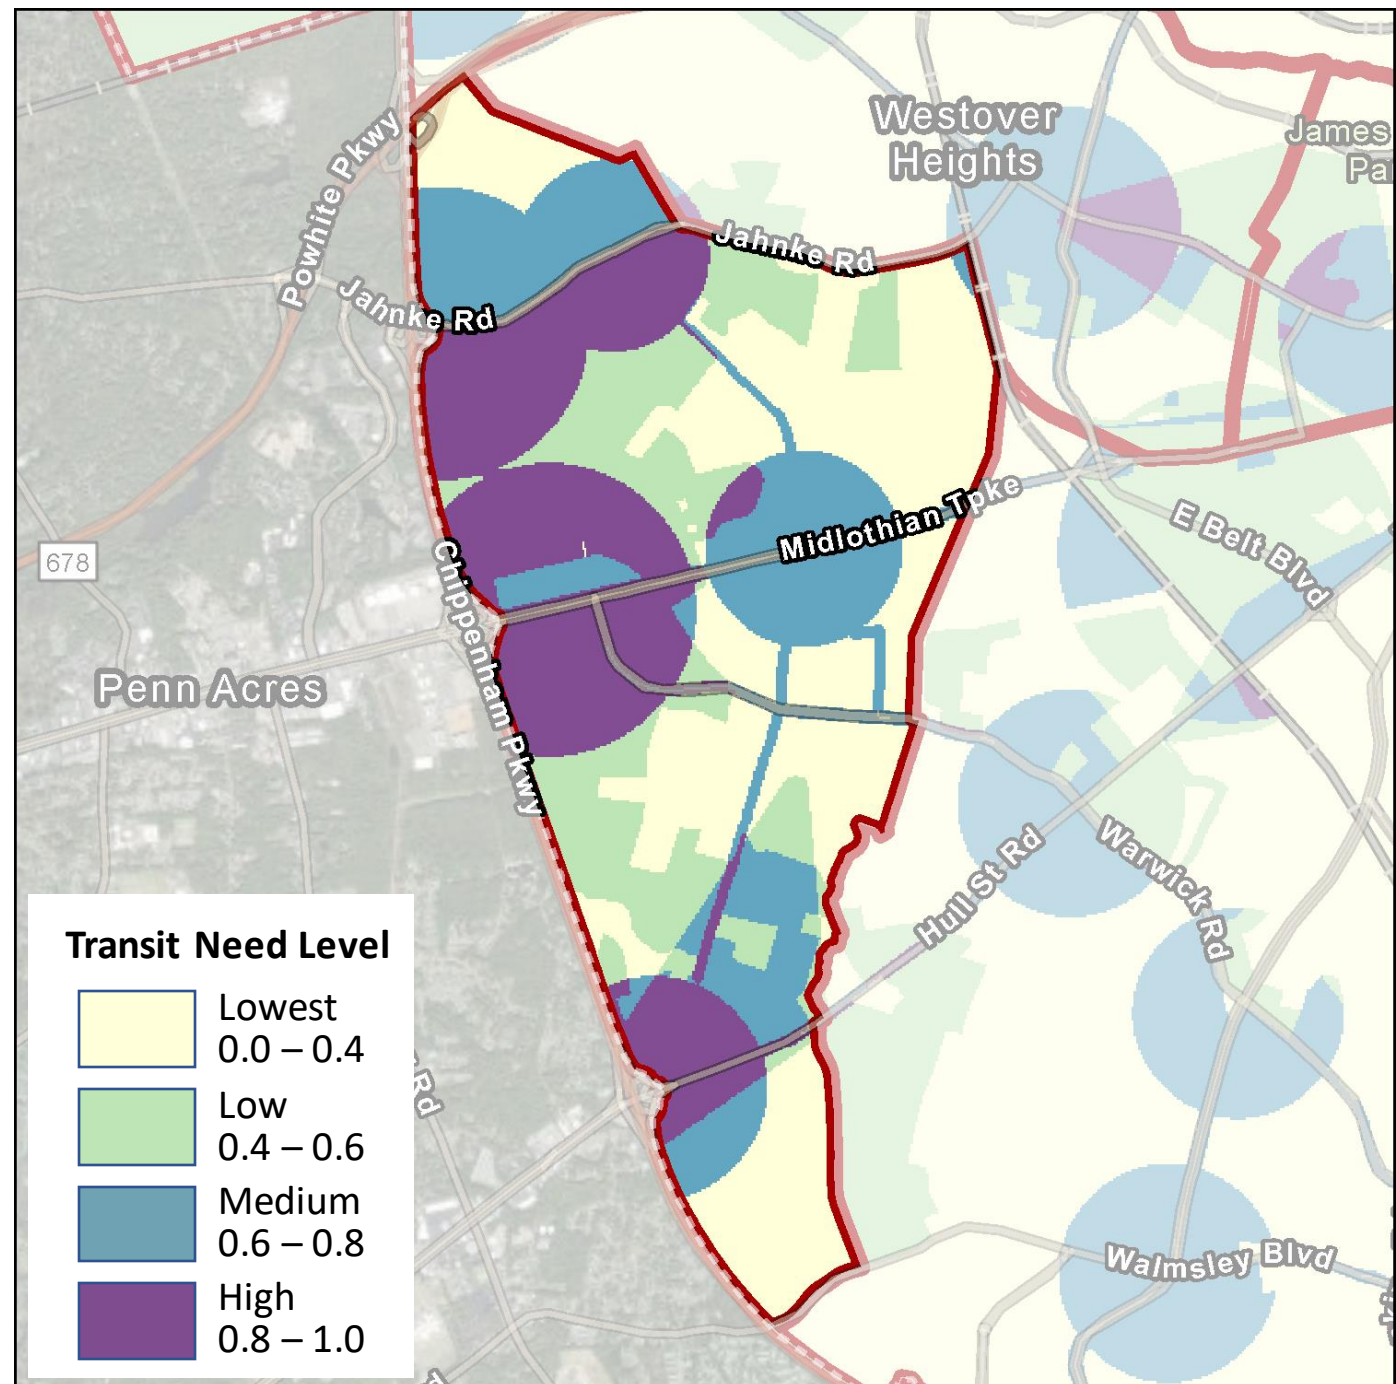 Westover
Heights
James
Pa
Powhite Pkwy
Jahnke Rd
Jahnke Rd
Midlothian Tpke
E Belt Blvd
678
Chippenham Pkwy
Penn Acres
Hull St Rd
Warwick Rd
Rd
Walmsley Blvd
Transit Need Level
Lowest
0.0 – 0.4
Low
0.4 – 0.6
Medium
0.6 – 0.8
High
0.8 – 1.0